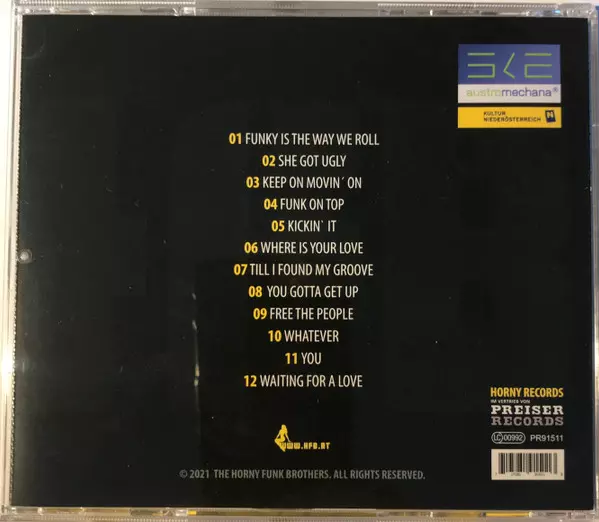 SKE
austromechana®
KULTUR
NIEDERÖSTERREICH
01 FUNKY IS THE WAY WE ROLL
02 SHE GOT UGLY
03 KEEP ON MOVIN´ ON
04 FUNK ON TOP
05 KICKIN` IT
06 WHERE IS YOUR LOVE
07 TILL I FOUND MY GROOVE
08 YOU GOTTA GET UP
09 FREE THE PEOPLE
10 WHATEVER
11 YOU
12 WAITING FOR A LOVE
HORNY RECORDS
IM VERTRIEB VON
PREISER
RECORDS
LC 00992 PR91511
WWW.HFB.AT
© 2021 THE HORNY FUNK BROTHERS. ALL RIGHTS RESERVED.